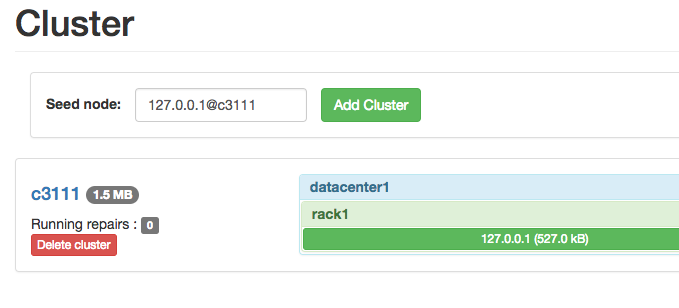 Cluster
Seed node: 127.0.0.1@c3111 Add Cluster
c3111 1.5 MB
Running repairs : 0
Delete cluster
datacenter1
rack1
127.0.0.1 (527.0 kB)